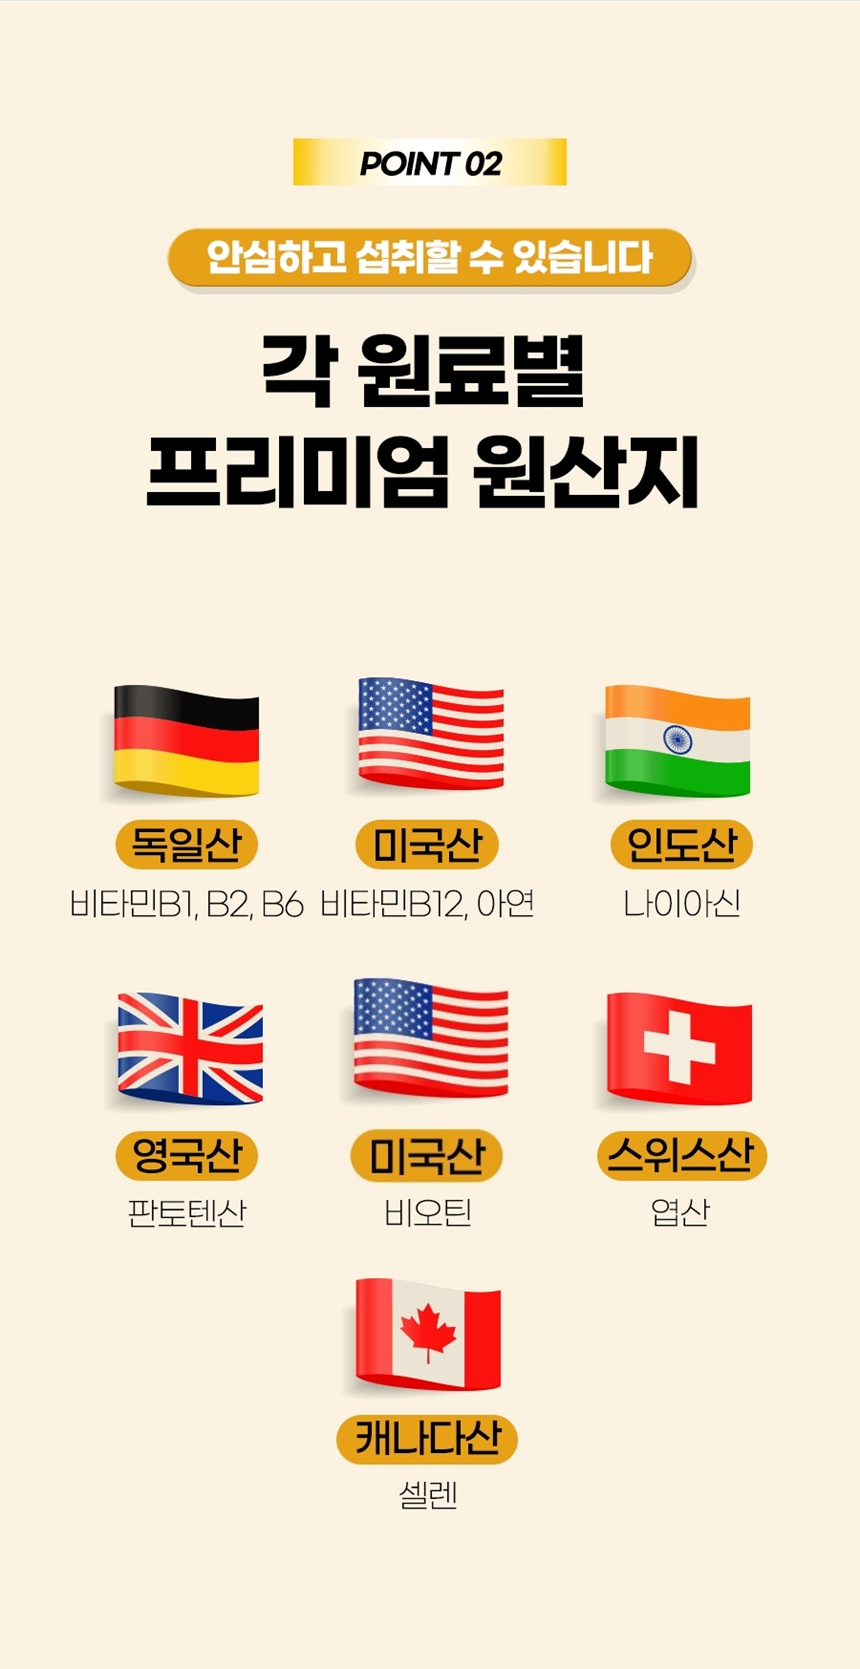 POINT 02
안심하고 섭취할 수 있습니다
각 원료별
프리미엄 원산지
독일산
미국산
인도산
비타민B1, B2, B6
비타민B12, 아연
나이아신
영국산
미국산
스위스산
판토텐산
비오틴
엽산
캐나다산
셀렌